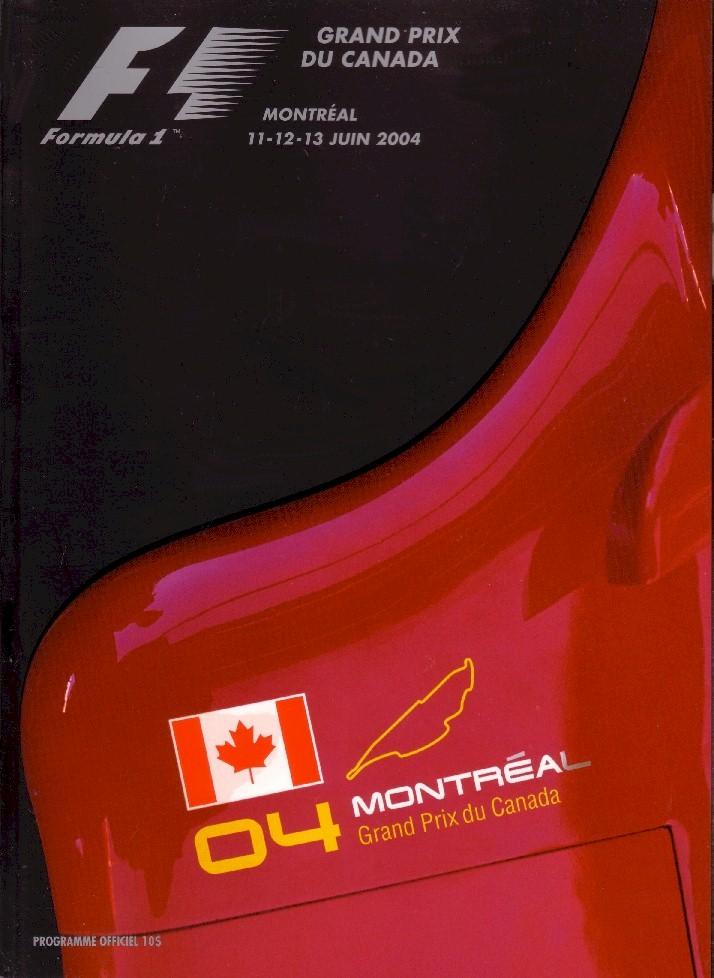 F1
Formula 1™
GRAND PRIX
DU CANADA
MONTRÉAL
11-12-13 JUIN 2004
04
MONTRÉAL
Grand Prix du Canada
PROGRAMME OFFICIEL 10$